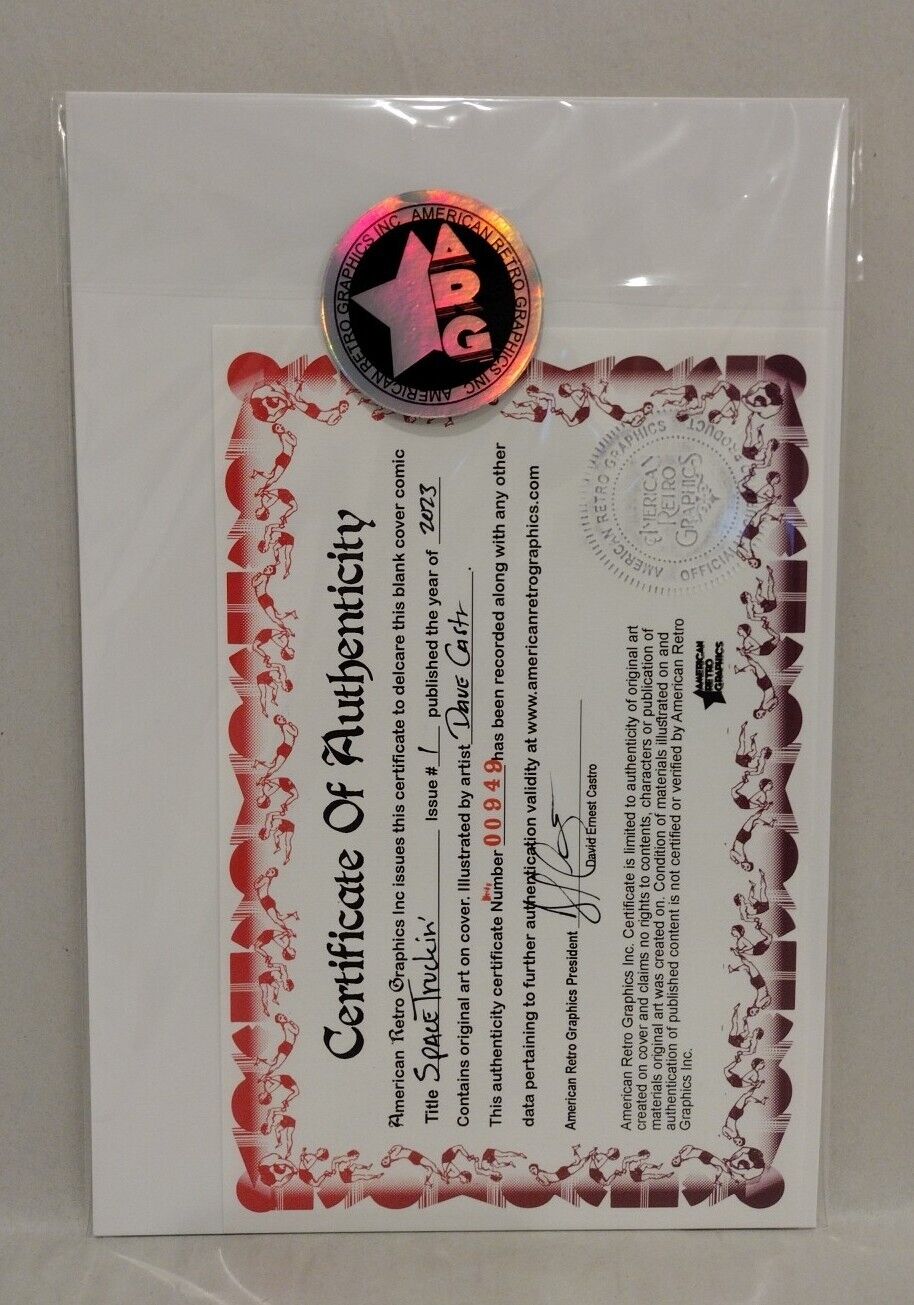 AMERICAN RETRO GRAPHICS INC. AMERICAN RETRO GRAPHICS INC.
ARG
Certificate Of Authenticity
American Retro Graphics Inc issues this certificate to delcare this blank cover comic
Title SPACE Truckin' Issue # 1 published the year of 2023
Contains original art on cover. Illustrated by artist Dave Castr.
This authenticity certificate Number 00949 has been recorded along with any other
data pertaining to further authentication validity at www.americanretrographics.com
American Retro Graphics President
David Ernest Castro
American Retro Graphics Inc. Certificate is limited to authenticity of original art
created on cover and claims no rights to contents, characters or publication of
materials original art was created on. Condition of materials illustrated on and
authentication of published content is not certified or verified by American Retro
Graphics Inc.
AMERICAN
RETRO
GRAPHICS
AMERICAN RETRO GRAPHICS
OFFICIAL PRODUCT
AMERICAN
RETRO
GRAPHICS